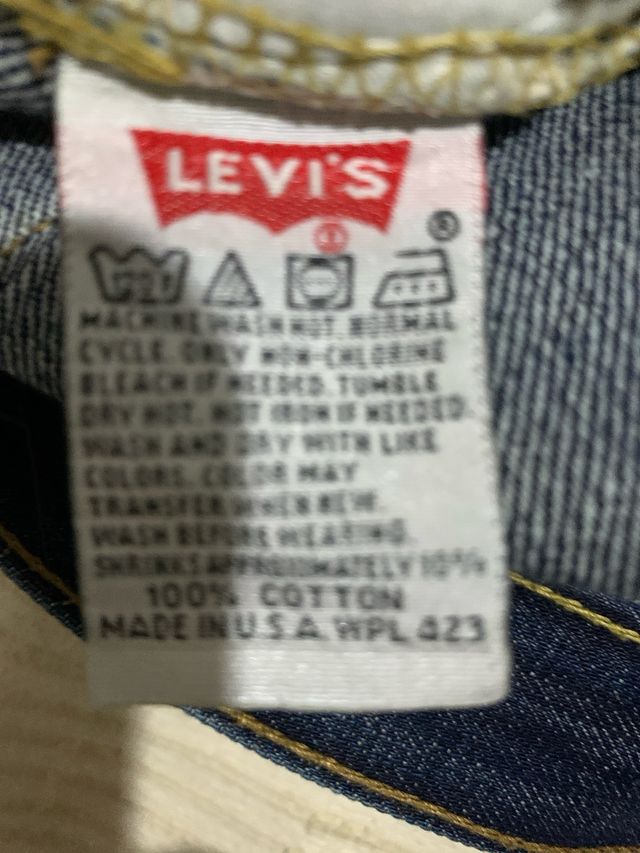 LEVI'S
®
MACHINE WASH HOT. NORMAL
CYCLE. ONLY NON-CHLORINE
BLEACH IF NEEDED. TUMBLE
DRY HOT. HOT IRON IF NEEDED.
WASH AND DRY WITH LIKE
COLORS. COLOR MAY
TRANSFER WHEN NEW.
WASH BEFORE WEARING.
SHRINKS APPROXIMATELY 10%
100% COTTON
MADE IN U.S.A. WPL 423